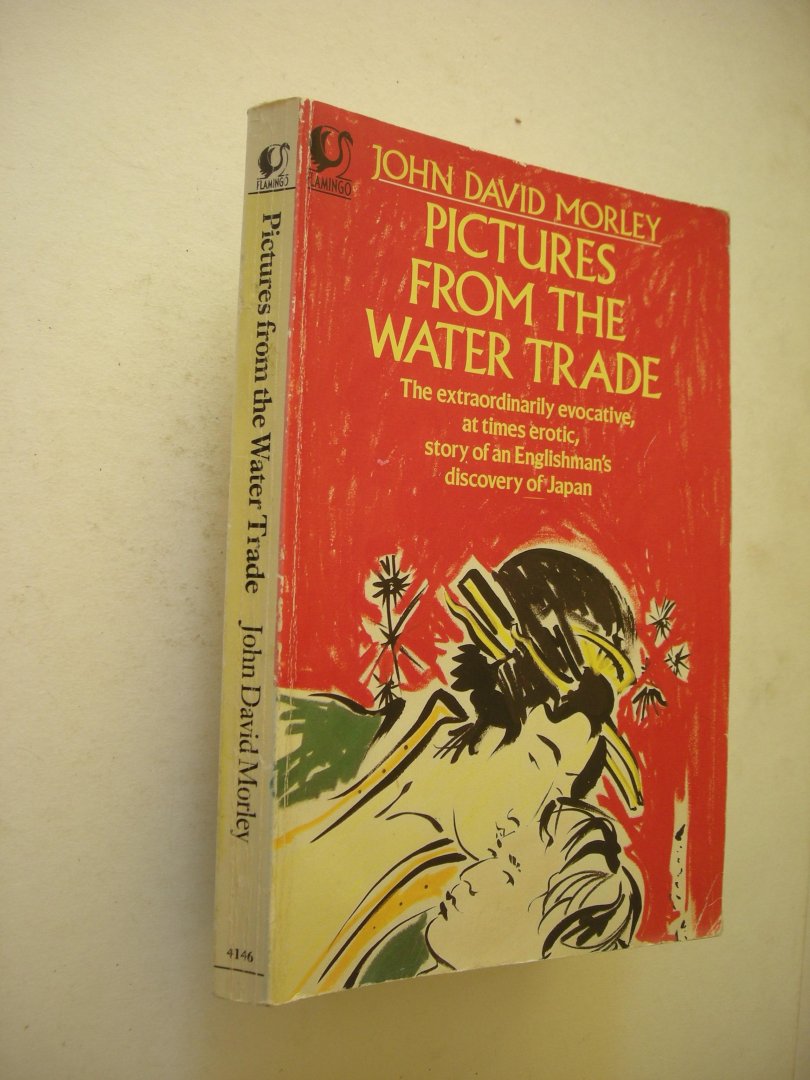 FLAMINGO
Pictures from the Water Trade John David Morley
4146
FLAMINGO
JOHN DAVID MORLEY
PICTURES
FROM THE
WATER TRADE
The extraordinarily evocative,
at times erotic,
story of an Englishman's
discovery of Japan